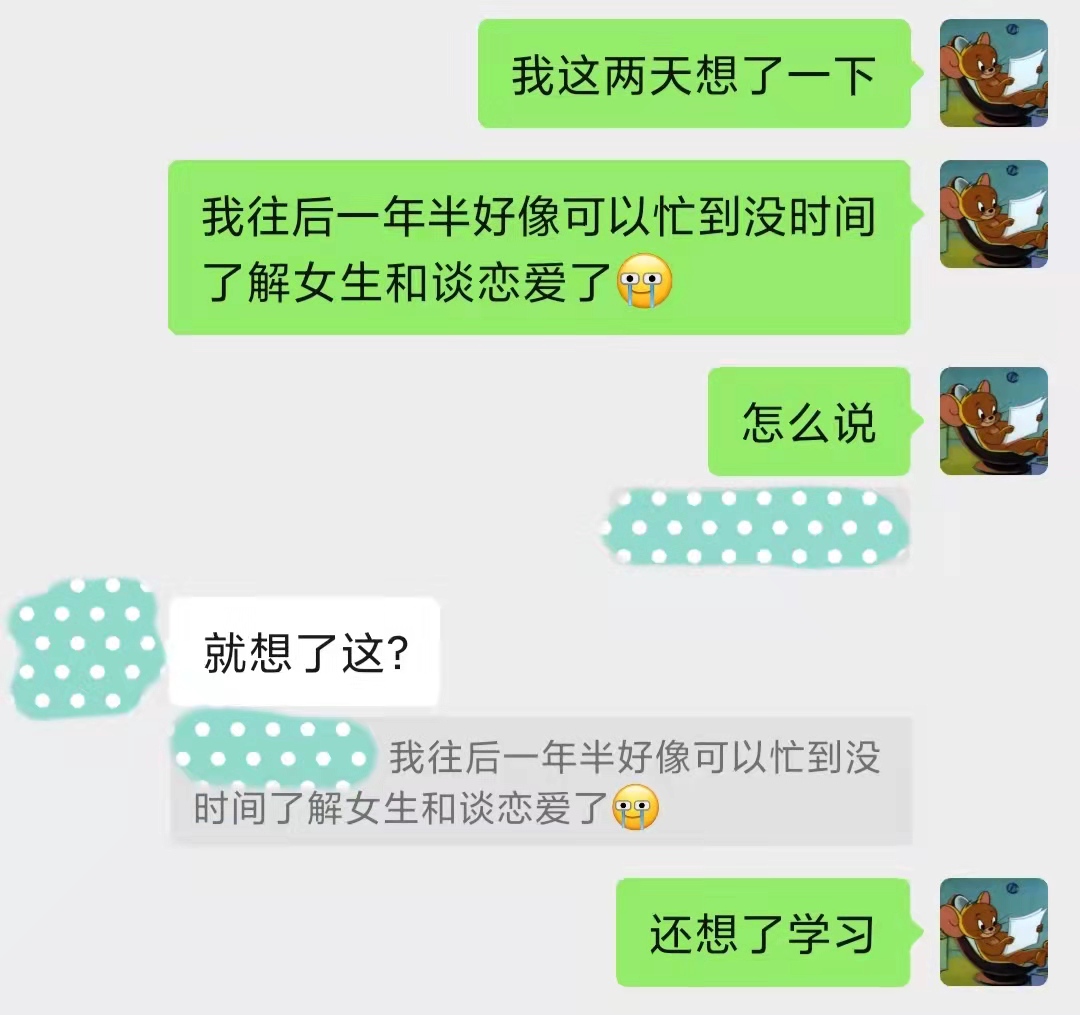 我这两天想了一下
我往后一年半好像可以忙到没时间
了解女生和谈恋爱了
怎么说
就想了这?
我往后一年半好像可以忙到没
时间了解女生和谈恋爱了
还想了学习